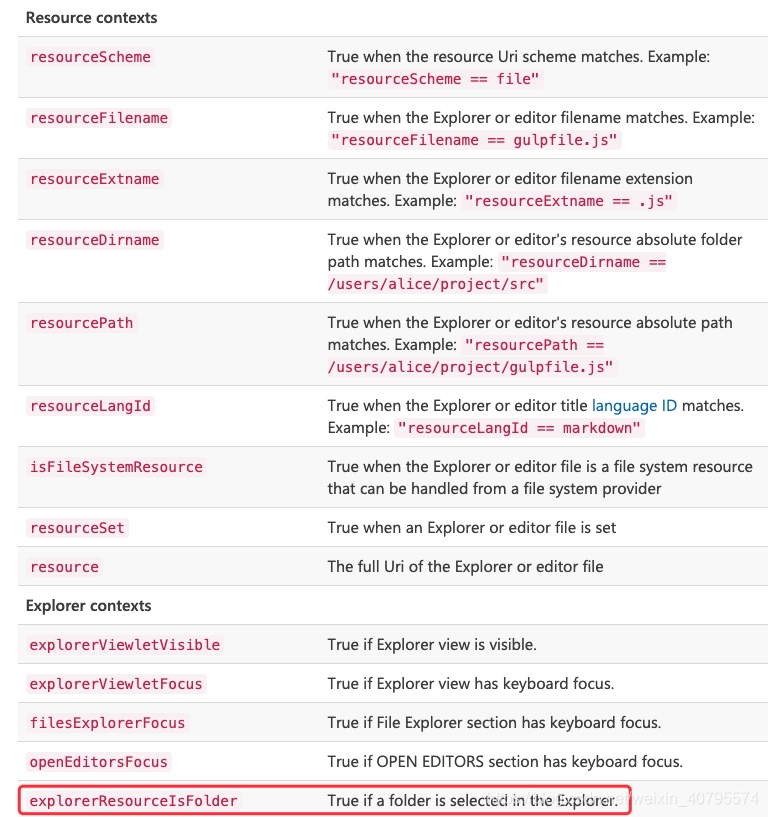 Resource contexts
resourceScheme
True when the resource Uri scheme matches. Example:
"resourceScheme == file"
resourceFilename
True when the Explorer or editor filename matches. Example:
"resourceFilename == gulpfile.js"
resourceExtname
True when the Explorer or editor filename extension
matches. Example: "resourceExtname == .js"
resourceDirname
True when the Explorer or editor's resource absolute folder
path matches. Example: "resourceDirname ==
/users/alice/project/src"
resourcePath
True when the Explorer or editor's resource absolute path
matches. Example: "resourcePath ==
/users/alice/project/gulpfile.js"
resourceLangId
True when the Explorer or editor title language ID matches.
Example: "resourceLangId == markdown"
isFileSystemResource
True when the Explorer or editor file is a file system resource
that can be handled from a file system provider
resourceSet
True when an Explorer or editor file is set
resource
The full Uri of the Explorer or editor file
Explorer contexts
explorerViewletVisible
True if Explorer view is visible.
explorerViewletFocus
True if Explorer view has keyboard focus.
filesExplorerFocus
True if File Explorer section has keyboard focus.
openEditorsFocus
True if OPEN EDITORS section has keyboard focus.
explorerResourceIsFolder
True if a folder is selected in the Explorer.
weixin_40795574